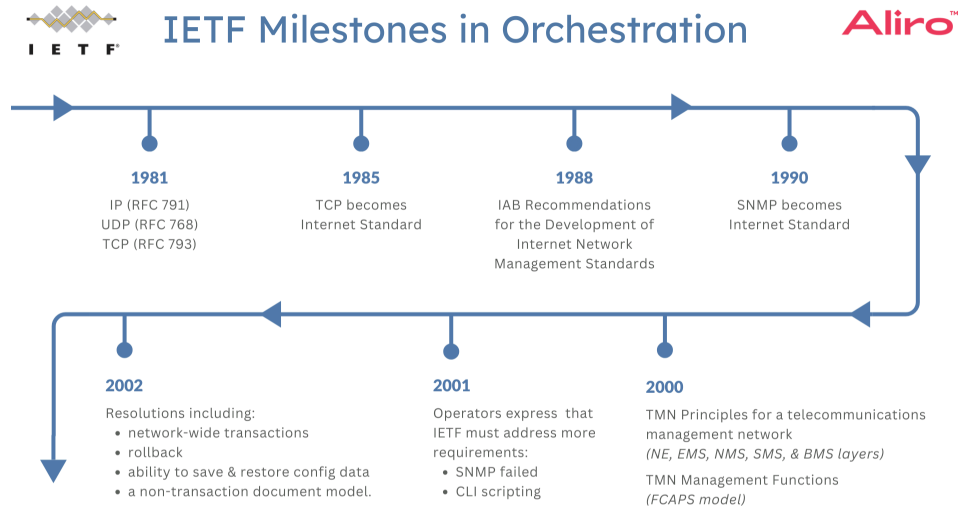 IETF®
IETF Milestones in Orchestration
Aliro™
1981
IP (RFC 791)
UDP (RFC 768)
TCP (RFC 793)
1985
TCP becomes
Internet Standard
1988
IAB Recommendations
for the Development of
Internet Network
Management Standards
1990
SNMP becomes
Internet Standard
2000
TMN Principles for a telecommunications
management network
(NE, EMS, NMS, SMS, & BMS layers)
TMN Management Functions
(FCAPS model)
2001
Operators express that
IETF must address more
requirements:
• SNMP failed
• CLI scripting
2002
Resolutions including:
• network-wide transactions
• rollback
• ability to save & restore config data
• a non-transaction document model.